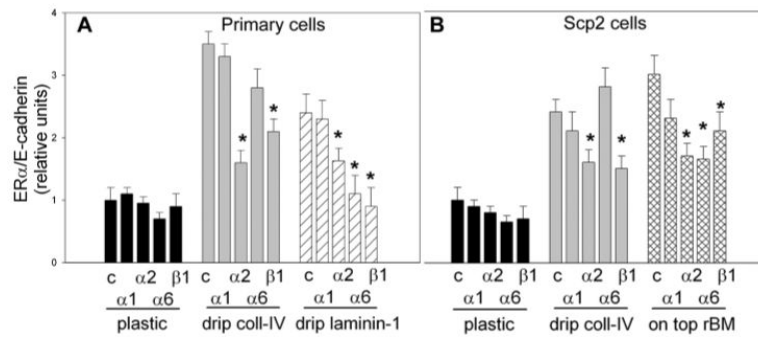 A Primary cells
B Scp2 cells
ERα/E-cadherin
(relative units)
4
3
2
1
0
* * * * *
* * * * *
c α2 β1 c α2 β1 c α2 β1 c α2 β1 c α2 β1 c α2 β1
α1 α6 α1 α6 α1 α6 α1 α6 α1 α6 α1 α6
plastic drip coll-IV drip laminin-1 plastic drip coll-IV on top rBM